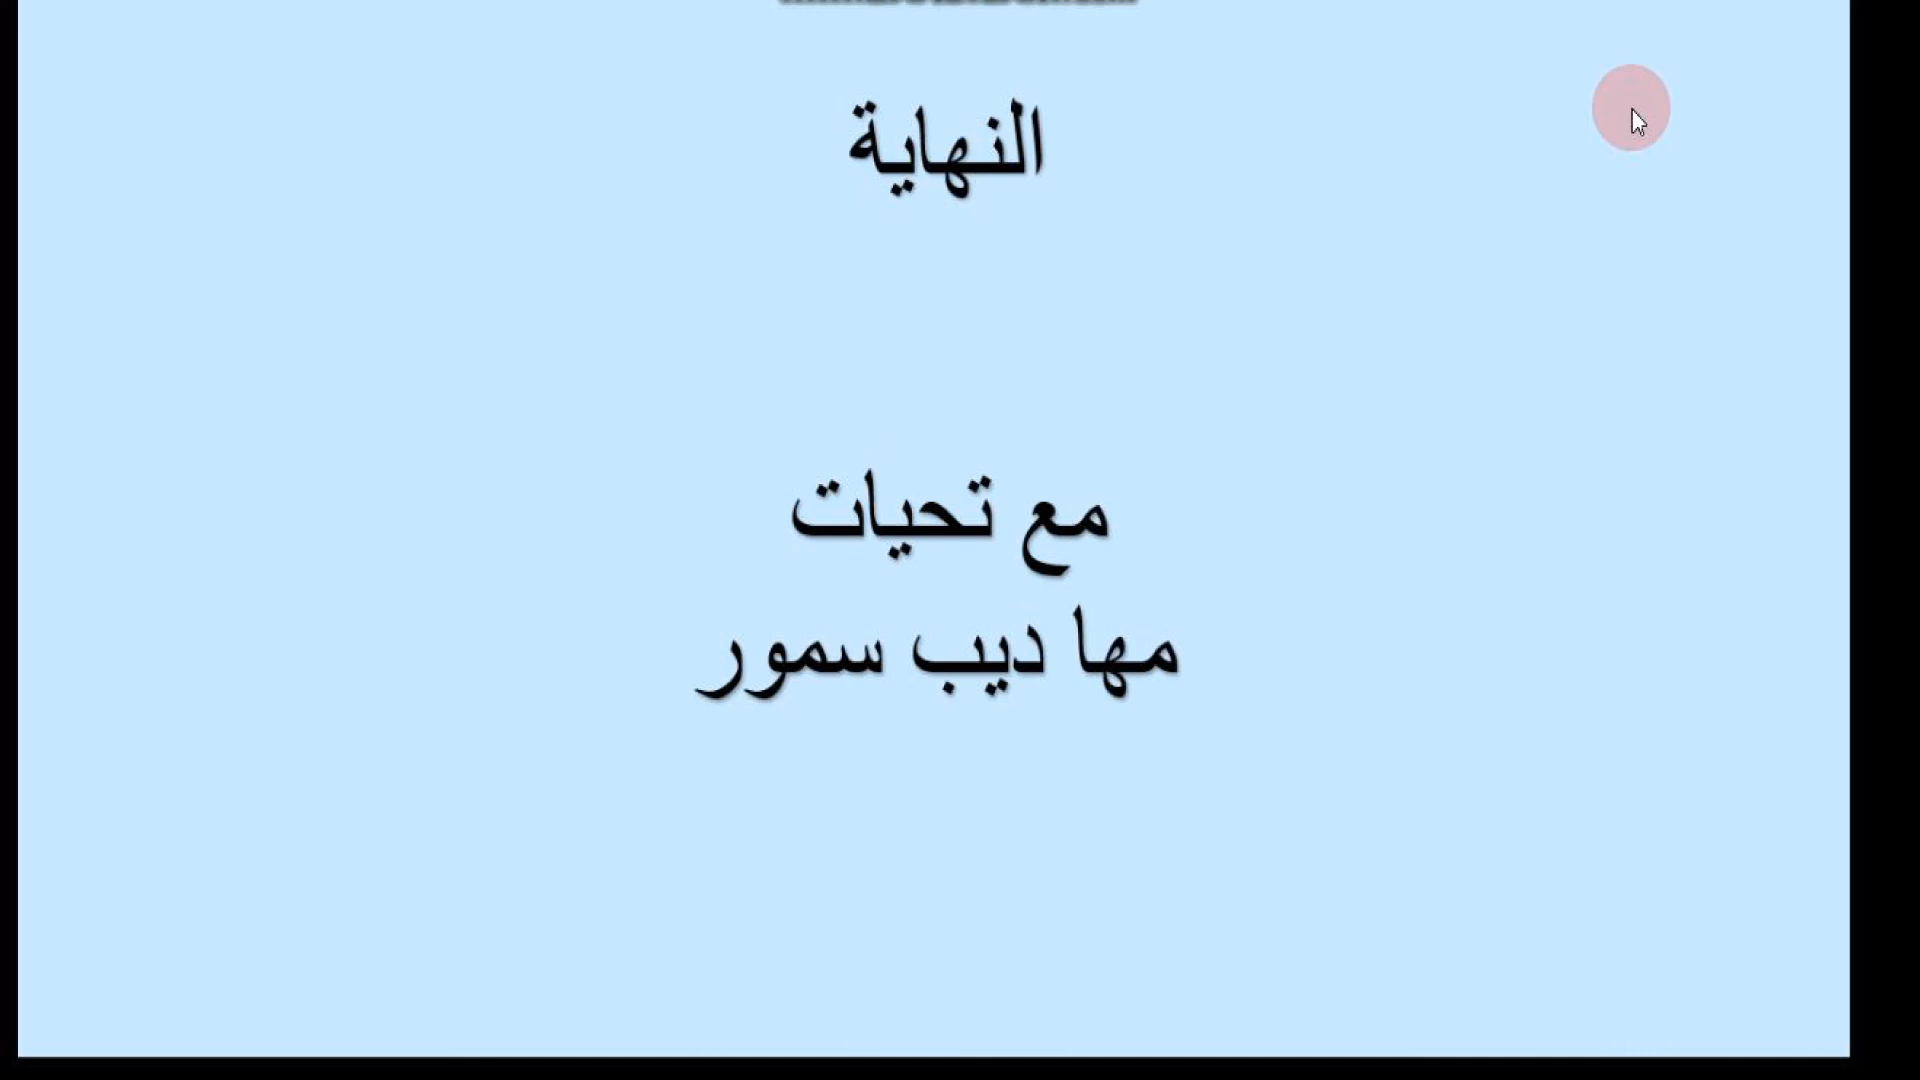 النهاية
مع تحيات
مها ديب سمور